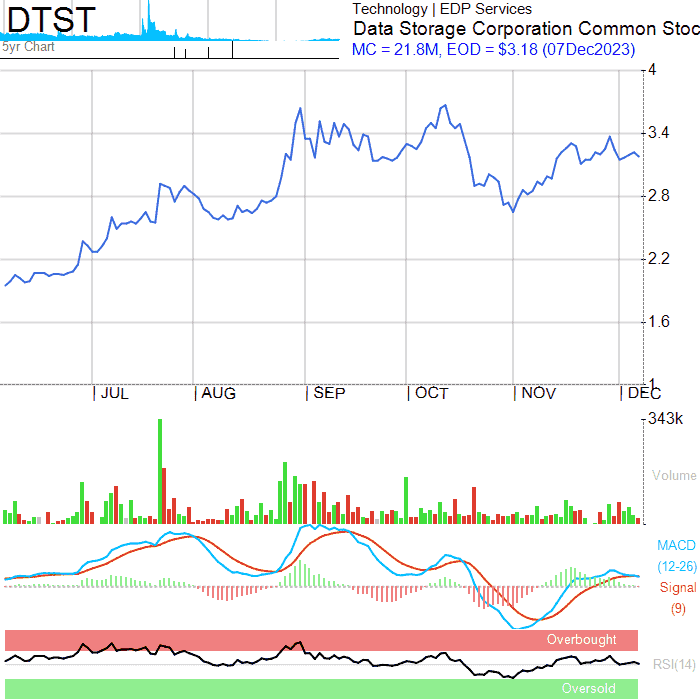 DTST
5yr Chart
Technology | EDP Services
Data Storage Corporation Common Stoc
MC = 21.8M, EOD = $3.18 (07Dec2023)
4
3.4
2.8
2.2
1.6
1
JUL AUG SEP OCT NOV DEC
343k
Volume
MACD
(12-26)
Signal
(9)
Overbought
RSI(14)
Oversold